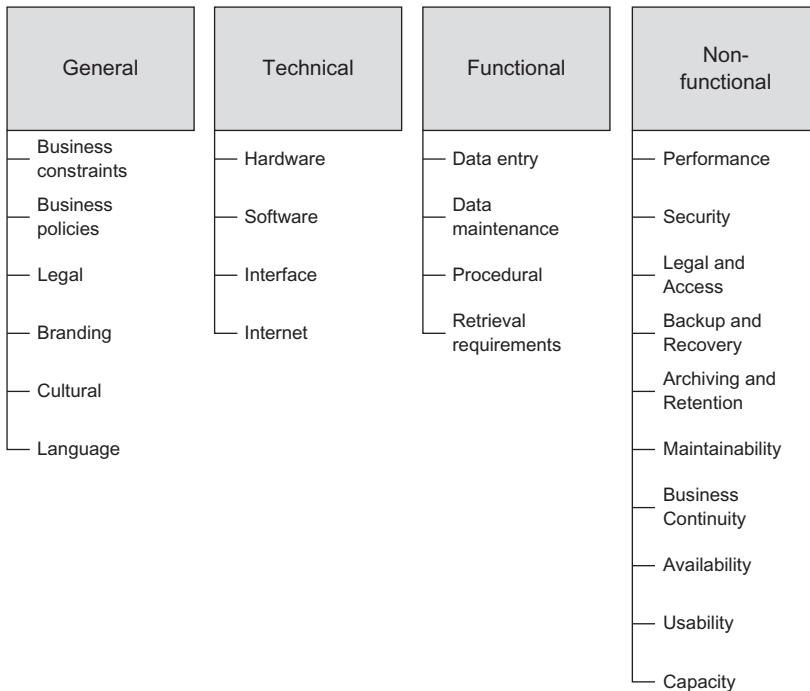 General
Business
constraints
Business
policies
Legal
Branding
Cultural
Language
Technical
Hardware
Software
Interface
Internet
Functional
Data entry
Data
maintenance
Procedural
Retrieval
requirements
Non-
functional
Performance
Security
Legal and
Access
Backup and
Recovery
Archiving and
Retention
Maintainability
Business
Continuity
Availability
Usability
Capacity